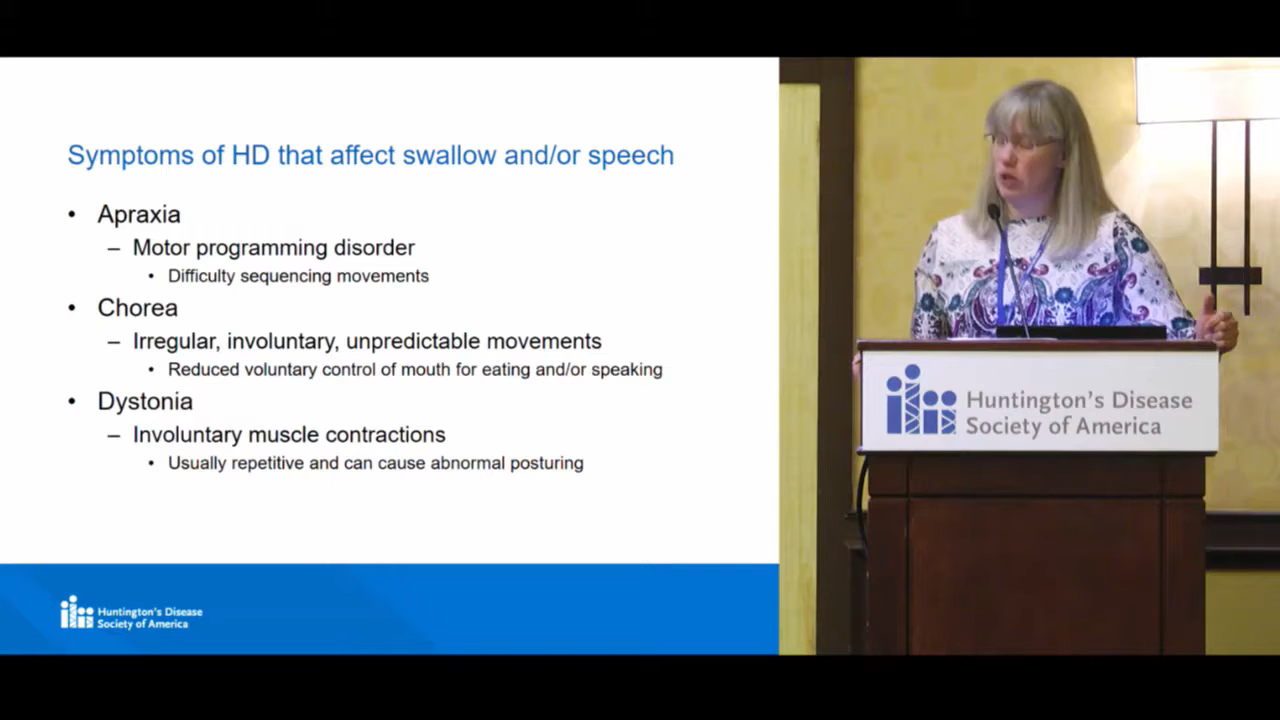 Symptoms of HD that affect swallow and/or speech
• Apraxia
– Motor programming disorder
• Difficulty sequencing movements
• Chorea
– Irregular, involuntary, unpredictable movements
• Reduced voluntary control of mouth for eating and/or speaking
• Dystonia
– Involuntary muscle contractions
• Usually repetitive and can cause abnormal posturing
Huntington's Disease
Society of America
Huntington's Disease
Society of America